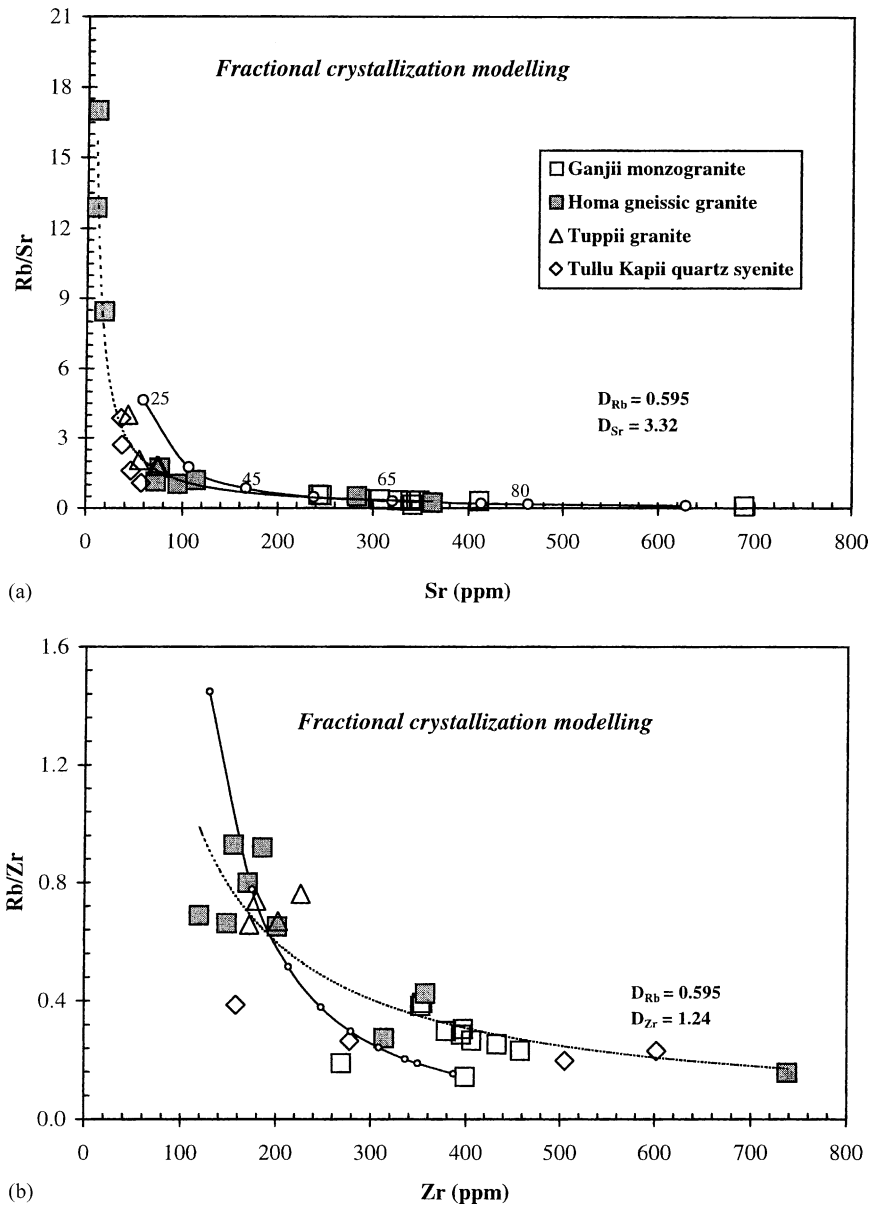 21
Fractional crystallization modelling
18
Ganjii monzogranite
15
Homa gneissic granite
Tuppii granite
12
Tullu Kapii quartz syenite
Rb/Sr
9
6
25
D_Rb = 0.595
D_Sr = 3.32
3
45
65
80
0
0 100 200 300 400 500 600 700 800
(a)
Sr (ppm)
1.6
Fractional crystallization modelling
1.2
Rb/Zr
0.8
0.4
D_Rb = 0.595
D_Zr = 1.24
0.0
0 100 200 300 400 500 600 700 800
(b)
Zr (ppm)